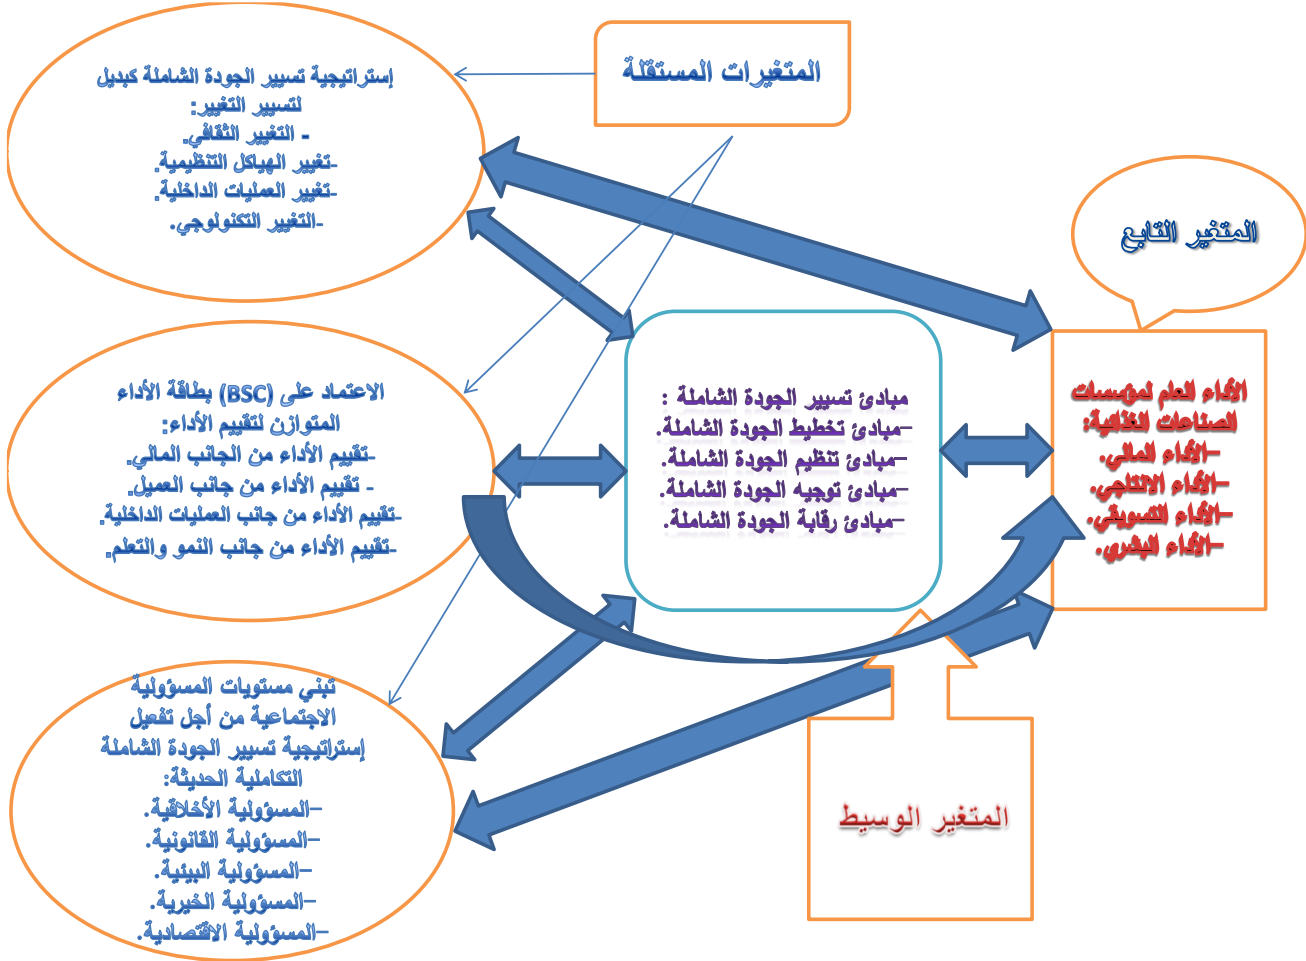 المتغيرات المستقلة
المتغير التابع
إستراتيجية تسيير الجودة الشاملة كبديل
لتسيير التغيير:
- التغيير الثقافي.
-تغيير الهياكل التنظيمية.
-تغيير العمليات الداخلية.
-التغيير التكنولوجي.
الأداء العام لمؤسسات
الصناعات الغذائية:
–الأداء المالي.
–الأداء الانتاجي.
–الأداء التسويقي.
–الأداء البشري.
مبادئ تسيير الجودة الشاملة :
–مبادئ تخطيط الجودة الشاملة.
–مبادئ تنظيم الجودة الشاملة.
–مبادئ توجيه الجودة الشاملة.
–مبادئ رقابة الجودة الشاملة.
الاعتماد على (BSC) بطاقة الأداء
المتوازن لتقييم الأداء:
-تقييم الأداء من الجانب المالي.
- تقييم الأداء من جانب العميل.
-تقييم الأداء من جانب العمليات الداخلية.
-تقييم الأداء من جانب النمو والتعلم.
المتغير الوسيط
تبني مستويات المسؤولية
الاجتماعية من أجل تفعيل
إستراتيجية تسيير الجودة الشاملة
التكاملية الحديثة:
–المسؤولية الأخلاقية.
–المسؤولية القانونية.
–المسؤولية البيئية.
–المسؤولية الخيرية.
–المسؤولية الاقتصادية.